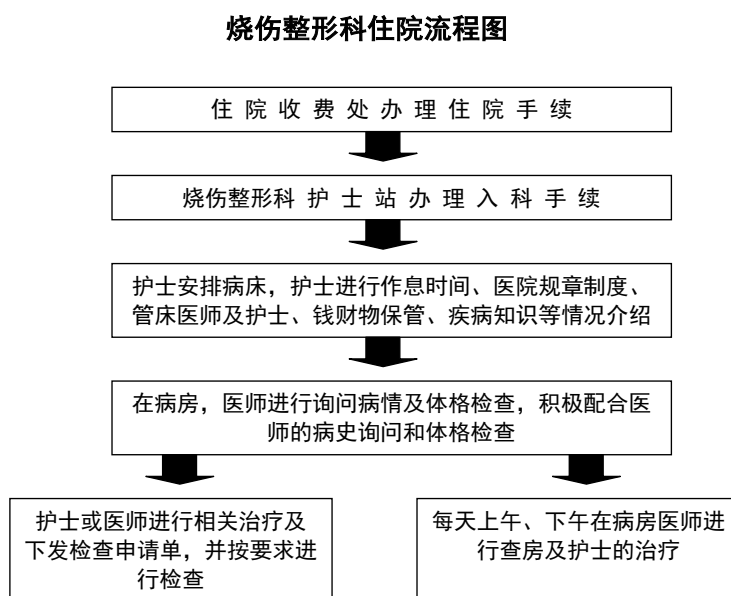 烧伤整形科住院流程图
住 院 收 费 处 办 理 住 院 手 续
烧伤整形科 护 士 站 办 理 入 科 手 续
护士安排病床，护士进行作息时间、医院规章制度、
管床医师及护士、钱财物保管、疾病知识等情况介绍
在病房，医师进行询问病情及体格检查，积极配合医
师的病史询问和体格检查
护士或医师进行相关治疗及
下发检查申请单，并按要求进
行检查
每天上午、下午在病房医师进
行查房及护士的治疗